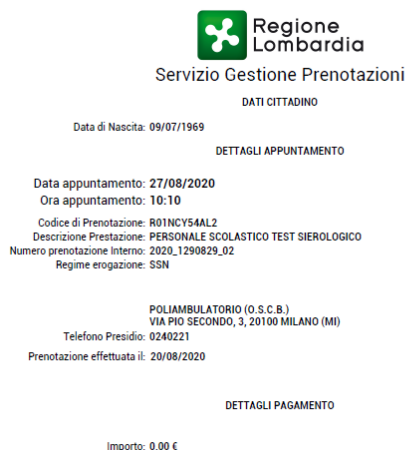 Regione
Lombardia
Servizio Gestione Prenotazioni
DATI CITTADINO
Data di Nascita: 09/07/1969
DETTAGLI APPUNTAMENTO
Data appuntamento: 27/08/2020
Ora appuntamento: 10:10
Codice di Prenotazione: R01NCY54AL2
Descrizione Prestazione: PERSONALE SCOLASTICO TEST SIEROLOGICO
Numero prenotazione Interno: 2020_1290829_02
Regime erogazione: SSN
POLIAMBULATORIO (O.S.C.B.)
VIA PIO SECONDO, 3, 20100 MILANO (MI)
Telefono Presidio: 0240221
Prenotazione effettuata il: 20/08/2020
DETTAGLI PAGAMENTO
Importo: 0.00 €